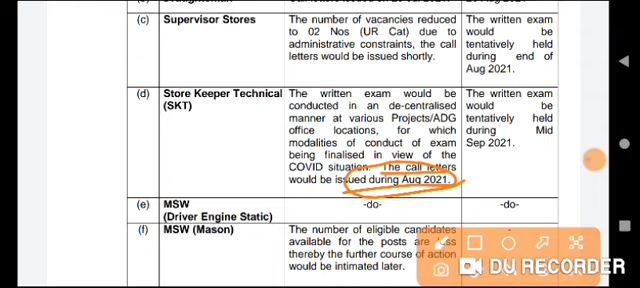 (c) Supervisor Stores
The number of vacancies reduced
to 02 Nos (UR Cat) due to
administrative constraints, the call
letters would be issued shortly.
The written exam
would be
tentatively held
during end of
Aug 2021.
(d) Store Keeper Technical
(SKT)
The written exam would be
conducted in an de-centralised
manner at various Projects/ADG
office locations, for which
modalities of conduct of exam
being finalised in view of the
COVID situation. The call letters
would be issued during Aug 2021.
The written exam
would be
tentatively held
during Mid
Sep 2021.
(e) MSW
(Driver Engine Static)
-do-
-do-
(f) MSW (Mason)
The number of eligible candidates
available for the posts are
thereby the further course of action
would be intimated later.
-
DU RECORDER